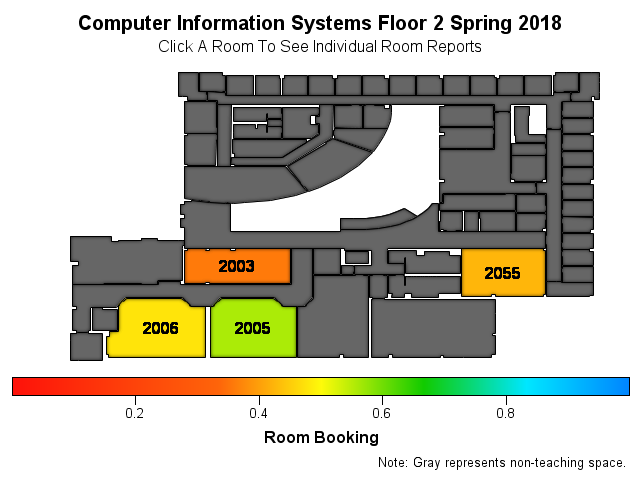 Computer Information Systems Floor 2 Spring 2018
Click A Room To See Individual Room Reports
2003
2055
2006
2005
0.2
0.4
0.6
0.8
Room Booking
Note: Gray represents non-teaching space.